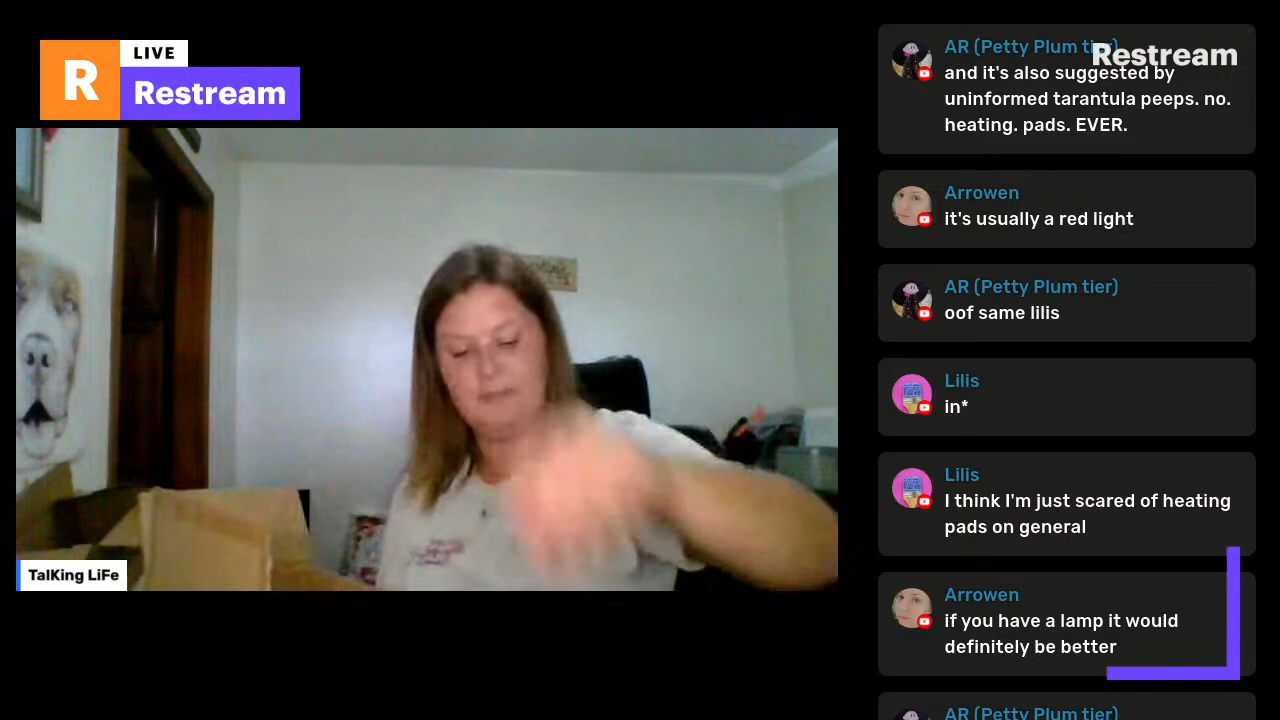 R
LIVE
Restream
TalKing LiFe
AR (Petty Plum tier)
Restream
and it's also suggested by
uninformed tarantula peeps. no.
heating. pads. EVER.
Arrowen
it's usually a red light
AR (Petty Plum tier)
oof same lilis
Lilis
in*
Lilis
I think I'm just scared of heating
pads on general
Arrowen
if you have a lamp it would
definitely be better
AR (Petty Plum tier)